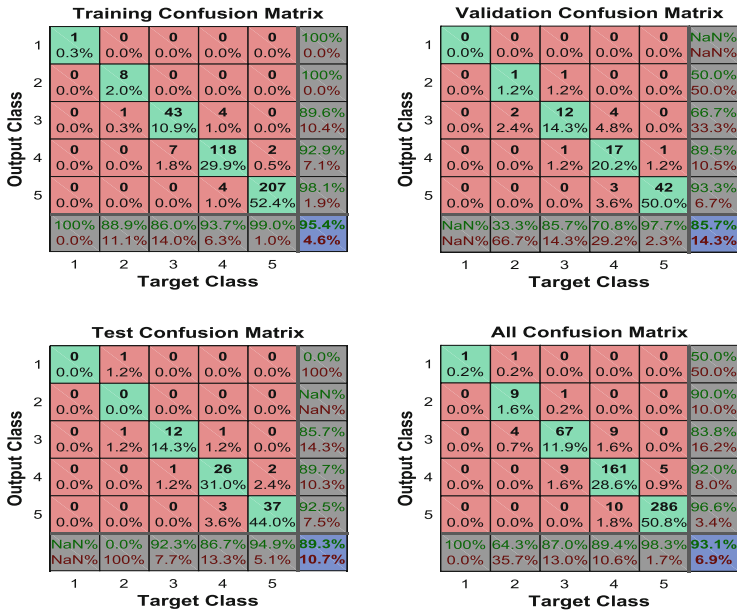 Training Confusion Matrix
Output Class
1
1 0 0 0 0 100%
0.3% 0.0% 0.0% 0.0% 0.0% 0.0%
2
0 8 0 0 0 100%
0.0% 2.0% 0.0% 0.0% 0.0% 0.0%
3
0 1 43 4 0 89.6%
0.0% 0.3% 10.9% 1.0% 0.0% 10.4%
4
0 0 7 118 2 92.9%
0.0% 0.0% 1.8% 29.9% 0.5% 7.1%
5
0 0 0 4 207 98.1%
0.0% 0.0% 0.0% 1.0% 52.4% 1.9%
100% 88.9% 86.0% 93.7% 99.0% 95.4%
0.0% 11.1% 14.0% 6.3% 1.0% 4.6%
1 2 3 4 5
Target Class
Validation Confusion Matrix
Output Class
1
0 0 0 0 0 NaN%
0.0% 0.0% 0.0% 0.0% 0.0% NaN%
2
0 1 1 0 0 50.0%
0.0% 1.2% 1.2% 0.0% 0.0% 50.0%
3
0 2 12 4 0 66.7%
0.0% 2.4% 14.3% 4.8% 0.0% 33.3%
4
0 0 1 17 1 89.5%
0.0% 0.0% 1.2% 20.2% 1.2% 10.5%
5
0 0 0 3 42 93.3%
0.0% 0.0% 0.0% 3.6% 50.0% 6.7%
NaN% 33.3% 85.7% 70.8% 97.7% 85.7%
NaN% 66.7% 14.3% 29.2% 2.3% 14.3%
1 2 3 4 5
Target Class
Test Confusion Matrix
Output Class
1
0 1 0 0 0 0.0%
0.0% 1.2% 0.0% 0.0% 0.0% 100%
2
0 0 0 0 0 NaN%
0.0% 0.0% 0.0% 0.0% 0.0% NaN%
3
0 1 12 1 0 85.7%
0.0% 1.2% 14.3% 1.2% 0.0% 14.3%
4
0 0 1 26 2 89.7%
0.0% 0.0% 1.2% 31.0% 2.4% 10.3%
5
0 0 0 3 37 92.5%
0.0% 0.0% 0.0% 3.6% 44.0% 7.5%
NaN% 0.0% 92.3% 86.7% 94.9% 89.3%
NaN% 100% 7.7% 13.3% 5.1% 10.7%
1 2 3 4 5
Target Class
All Confusion Matrix
Output Class
1
1 1 0 0 0 50.0%
0.2% 0.2% 0.0% 0.0% 0.0% 50.0%
2
0 9 1 0 0 90.0%
0.0% 1.6% 0.2% 0.0% 0.0% 10.0%
3
0 4 67 9 0 83.8%
0.0% 0.7% 11.9% 1.6% 0.0% 16.2%
4
0 0 9 161 5 92.0%
0.0% 0.0% 1.6% 28.6% 0.9% 8.0%
5
0 0 0 10 286 96.6%
0.0% 0.0% 0.0% 1.8% 50.8% 3.4%
100% 64.3% 87.0% 89.4% 98.3% 93.1%
0.0% 35.7% 13.0% 10.6% 1.7% 6.9%
1 2 3 4 5
Target Class